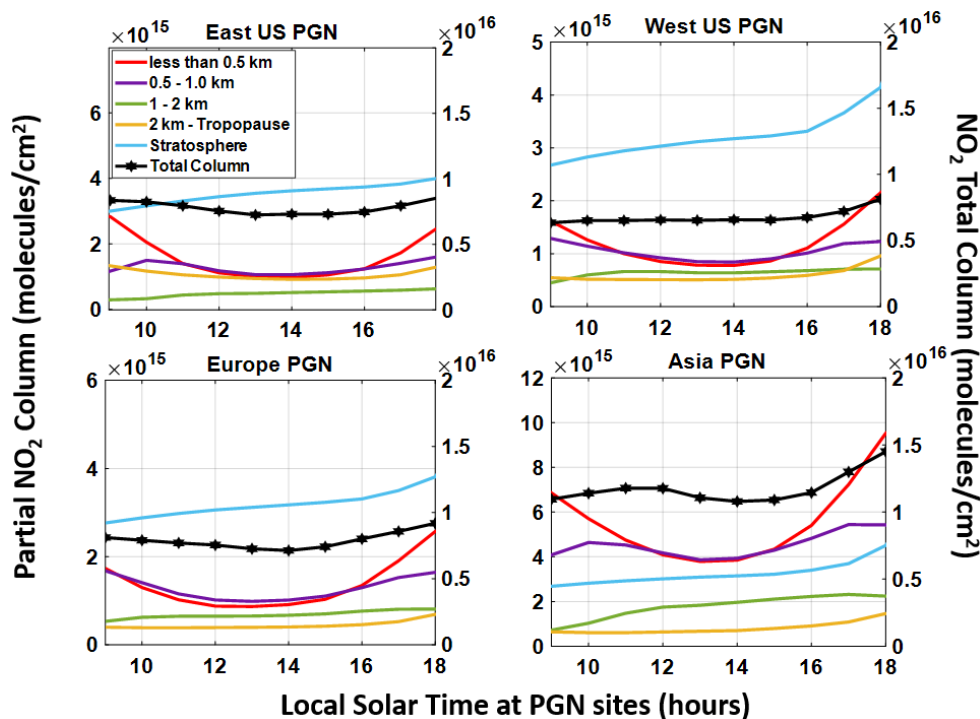 East US PGN
×10^15
×10^16
8
6
4
2
0
2
1.5
1
0.5
0
10 12 14 16 18
less than 0.5 km
0.5 - 1.0 km
1 - 2 km
2 km - Tropopause
Stratosphere
Total Column
West US PGN
×10^15
×10^16
5
4
3
2
1
0
2
1.5
1
0.5
0
10 12 14 16 18
Europe PGN
×10^15
×10^16
6
4
2
0
2
1.5
1
0.5
0
10 12 14 16 18
Asia PGN
×10^15
×10^16
12
10
8
6
4
2
0
2
1.5
1
0.5
0
10 12 14 16 18
Partial NO₂ Column (molecules/cm²)
NO₂ Total Column (molecules/cm²)
Local Solar Time at PGN sites (hours)